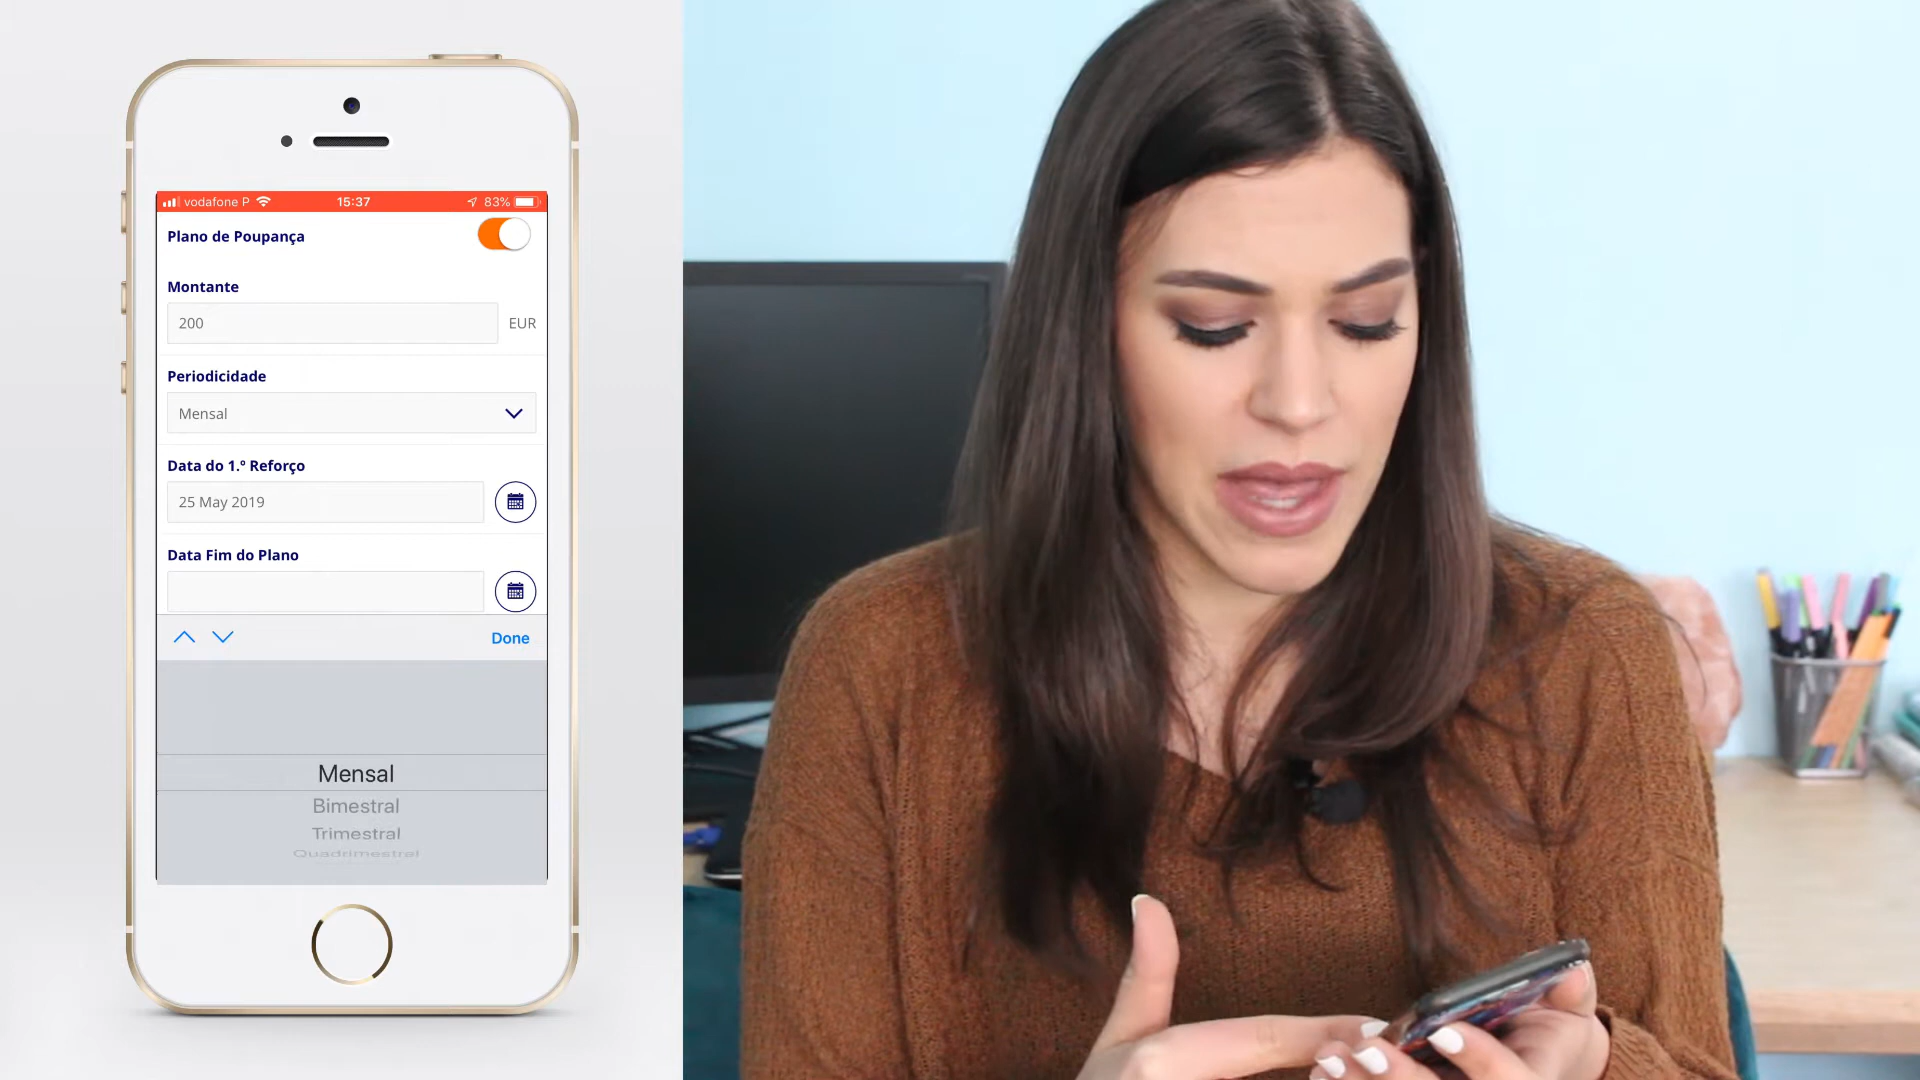 vodafone P 15:37 83%
Plano de Poupança
Montante
200 EUR
Periodicidade
Mensal
Data do 1.º Reforço
25 May 2019
Data Fim do Plano
Done
Mensal
Bimestral
Trimestral
Quadrimestral